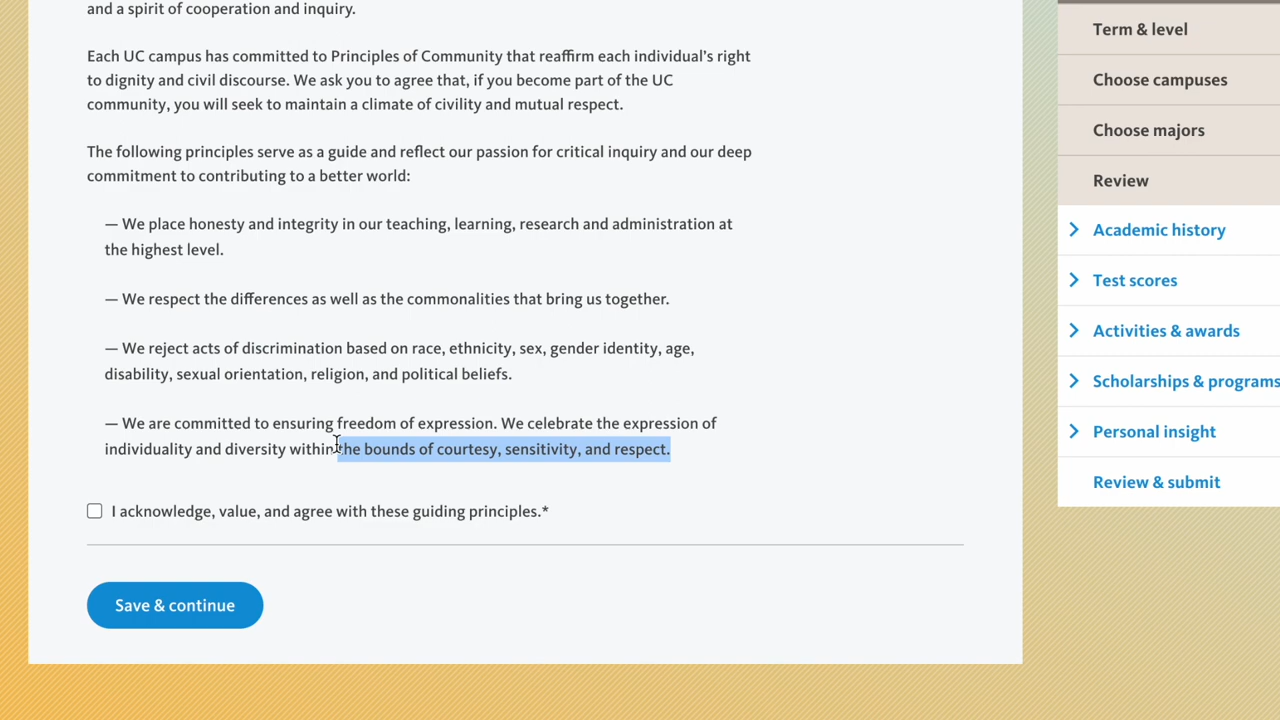 and a spirit of cooperation and inquiry.
Each UC campus has committed to Principles of Community that reaffirm each individual's right
to dignity and civil discourse. We ask you to agree that, if you become part of the UC
community, you will seek to maintain a climate of civility and mutual respect.
The following principles serve as a guide and reflect our passion for critical inquiry and our deep
commitment to contributing to a better world:
— We place honesty and integrity in our teaching, learning, research and administration at
the highest level.
— We respect the differences as well as the commonalities that bring us together.
— We reject acts of discrimination based on race, ethnicity, sex, gender identity, age,
disability, sexual orientation, religion, and political beliefs.
— We are committed to ensuring freedom of expression. We celebrate the expression of
individuality and diversity within the bounds of courtesy, sensitivity, and respect.
I acknowledge, value, and agree with these guiding principles.*
Save & continue
Term & level
Choose campuses
Choose majors
Review
Academic history
Test scores
Activities & awards
Scholarships & programs
Personal insight
Review & submit